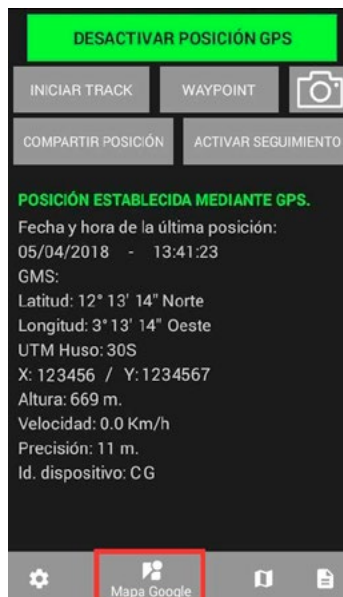 DESACTIVAR POSICIÓN GPS
INICIAR TRACK WAYPOINT
COMPARTIR POSICIÓN ACTIVAR SEGUIMIENTO
POSICIÓN ESTABLECIDA MEDIANTE GPS.
Fecha y hora de la última posición:
05/04/2018 - 13:41:23
GMS:
Latitud: 12° 13' 14" Norte
Longitud: 3° 13' 14" Oeste
UTM Huso: 30S
X: 123456 / Y: 1234567
Altura: 669 m.
Velocidad: 0.0 Km/h
Precisión: 11 m.
Id. dispositivo: CG
Mapa Google